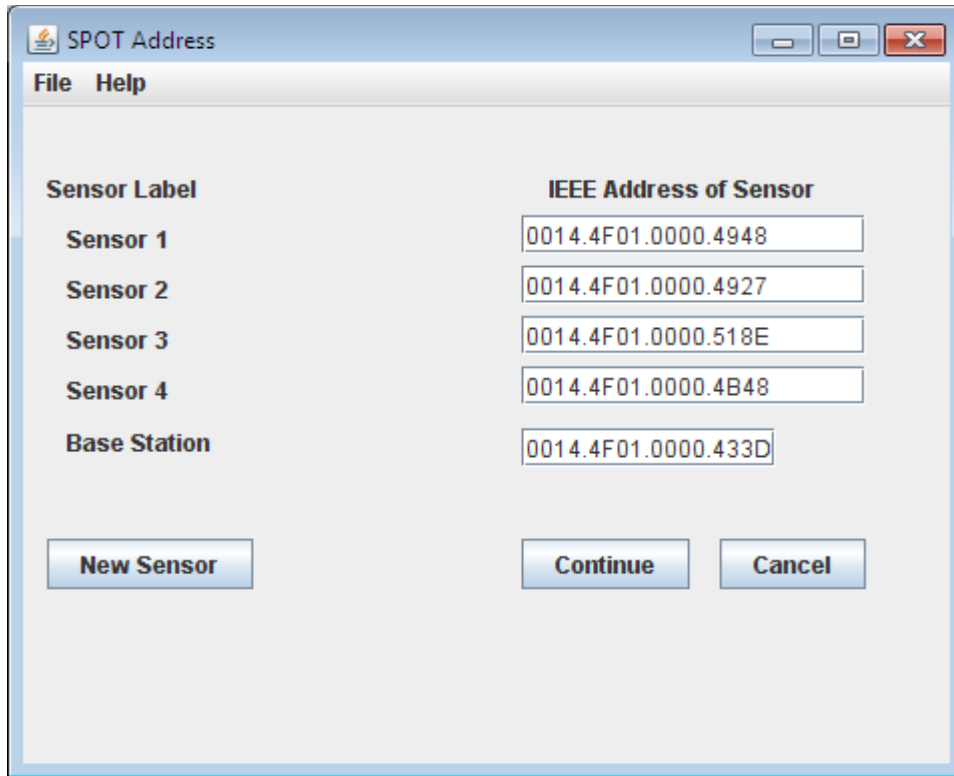 SPOT Address
File Help
Sensor Label IEEE Address of Sensor
Sensor 1 0014.4F01.0000.4948
Sensor 2 0014.4F01.0000.4927
Sensor 3 0014.4F01.0000.518E
Sensor 4 0014.4F01.0000.4B48
Base Station 0014.4F01.0000.433D
New Sensor Continue Cancel